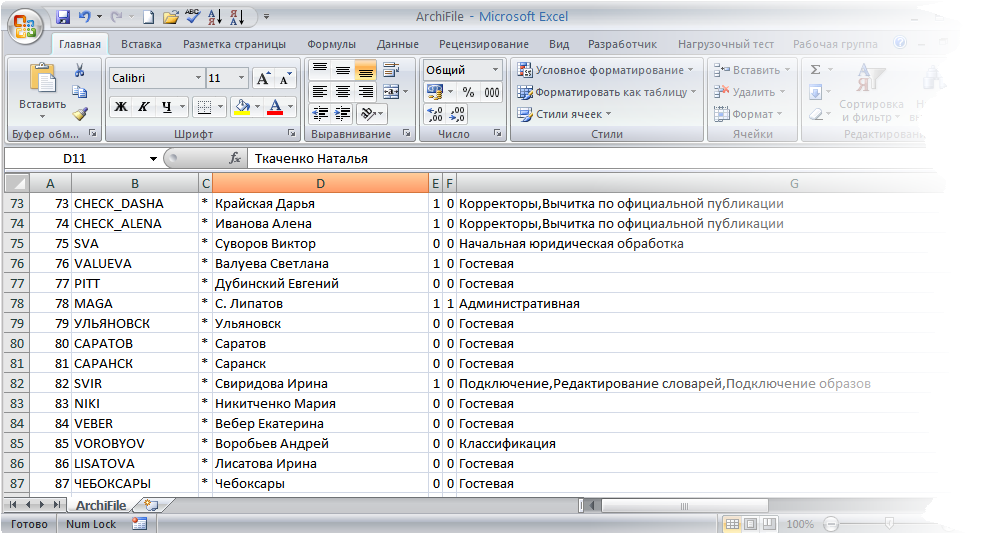 ArchiFile - Microsoft Excel
Главная Вставка Разметка страницы Формулы Данные Рецензирование Вид Разработчик Нагрузочный тест Рабочая группа
Вставить
Calibri 11
Ж К Ч
Общий
% 000
Условное форматирование
Форматировать как таблицу
Стили ячеек
Вставить
Удалить
Формат
Сортировка
и фильтр
Буфер обм... Шрифт Выравнивание Число Стили Ячейки
D11 fx Ткаченко Наталья
A B C D E F G
73 73 CHECK_DASHA * Крайская Дарья 1 0 Корректоры,Вычитка по официальной публикации
74 74 CHECK_ALENA * Иванова Алена 1 0 Корректоры,Вычитка по официальной публикации
75 75 SVA * Суворов Виктор 0 0 Начальная юридическая обработка
76 76 VALUEVA * Валуева Светлана 1 0 Гостевая
77 77 PITT * Дубинский Евгений 0 0 Гостевая
78 78 MAGA * С. Липатов 1 1 Административная
79 79 УЛЬЯНОВСК * Ульяновск 0 0 Гостевая
80 80 САРАТОВ * Саратов 0 0 Гостевая
81 81 САРАНСК * Саранск 0 0 Гостевая
82 82 SVIR * Свиридова Ирина 1 0 Подключение,Редактирование словарей,Подключение образов
83 83 NIKI * Никитченко Мария 0 0 Гостевая
84 84 VEBER * Вебер Екатерина 0 0 Гостевая
85 85 VOROBYOV * Воробьев Андрей 0 0 Классификация
86 86 LISATOVA * Лисатова Ирина 0 0 Гостевая
87 87 ЧЕБОКСАРЫ * Чебоксары 0 0 Гостевая
ArchiFile
Готово Num Lock 100%